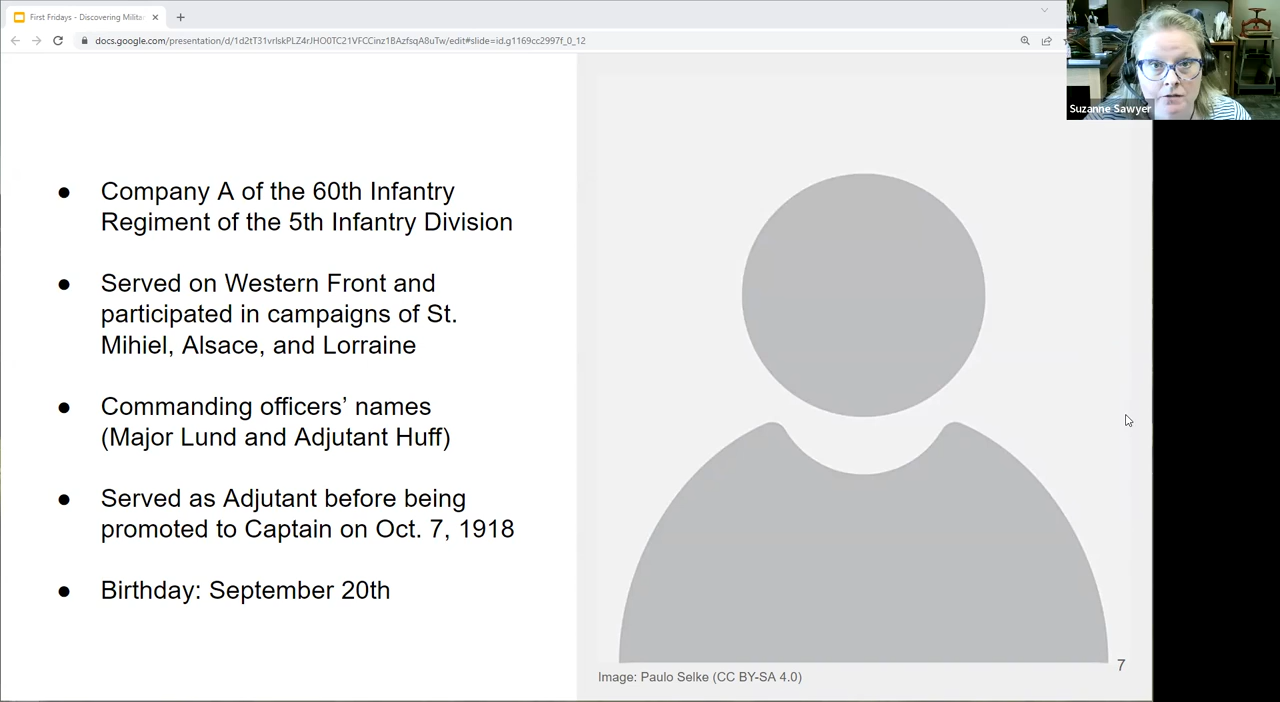 First Fridays - Discovering Milita
docs.google.com/presentation/d/1d2tT31vrlskPLZ4rJHO0TC21VFCCinz1BAzfsqA8uTw/edit#slide=id.g1169cc2997f_0_12
Suzanne Sawyer
● Company A of the 60th Infantry
Regiment of the 5th Infantry Division
● Served on Western Front and
participated in campaigns of St.
Mihiel, Alsace, and Lorraine
● Commanding officers’ names
(Major Lund and Adjutant Huff)
● Served as Adjutant before being
promoted to Captain on Oct. 7, 1918
● Birthday: September 20th
7
Image: Paulo Selke (CC BY-SA 4.0)